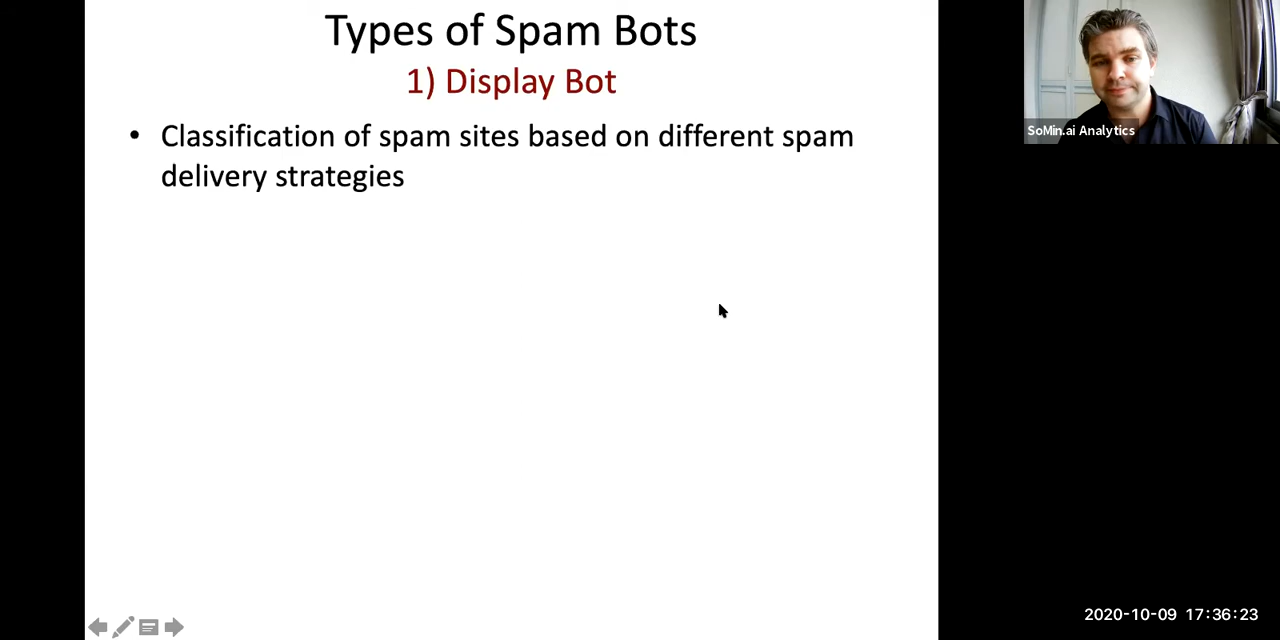 Types of Spam Bots
1) Display Bot
• Classification of spam sites based on different spam
delivery strategies
SoMin.ai Analytics
2020-10-09 17:36:23